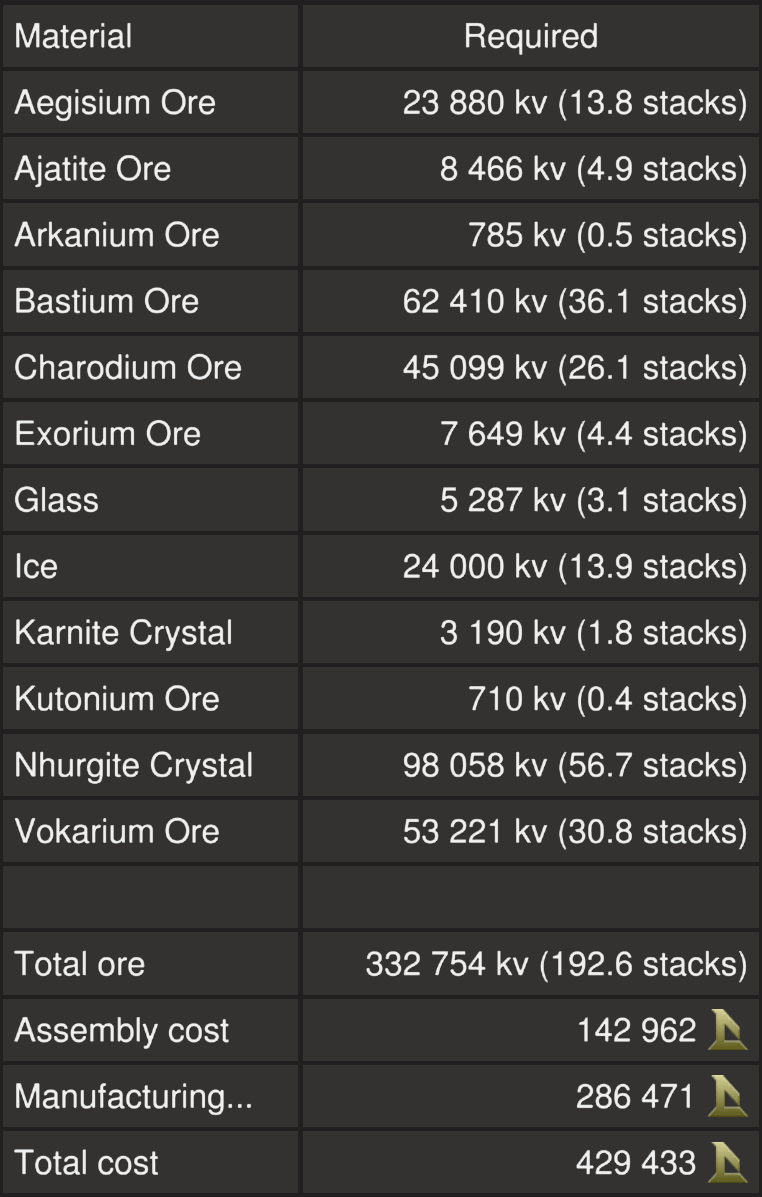 Material Required
Aegisium Ore 23 880 kv (13.8 stacks)
Ajatite Ore 8 466 kv (4.9 stacks)
Arkanium Ore 785 kv (0.5 stacks)
Bastium Ore 62 410 kv (36.1 stacks)
Charodium Ore 45 099 kv (26.1 stacks)
Exorium Ore 7 649 kv (4.4 stacks)
Glass 5 287 kv (3.1 stacks)
Ice 24 000 kv (13.9 stacks)
Karnite Crystal 3 190 kv (1.8 stacks)
Kutonium Ore 710 kv (0.4 stacks)
Nhurgite Crystal 98 058 kv (56.7 stacks)
Vokarium Ore 53 221 kv (30.8 stacks)
Total ore 332 754 kv (192.6 stacks)
Assembly cost 142 962
Manufacturing... 286 471
Total cost 429 433